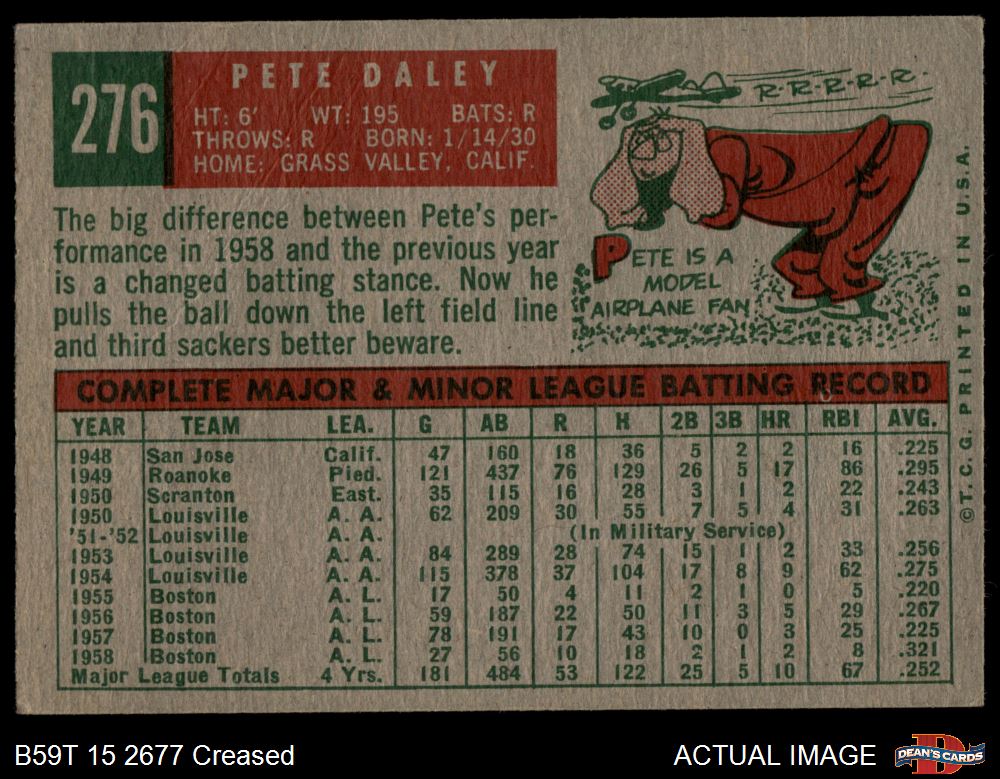 276
PETE DALEY
HT: 6' WT: 195 BATS: R
THROWS: R BORN: 1/14/30
HOME: GRASS VALLEY, CALIF.
R-R-R-R-R-
The big difference between Pete's per-
formance in 1958 and the previous year
is a changed batting stance. Now he
pulls the ball down the left field line
and third sackers better beware.
PETE IS A
MODEL
AIRPLANE FAN
COMPLETE MAJOR & MINOR LEAGUE BATTING RECORD
YEAR TEAM LEA. G AB R H 2B 3B HR RBI AVG.
1948 San Jose Calif. 47 160 18 36 5 2 2 16 .225
1949 Roanoke Pied. 121 437 76 129 26 5 17 86 .295
1950 Scranton East. 35 115 16 28 3 1 2 22 .243
1950 Louisville A. A. 62 209 30 55 7 5 4 31 .263
'51-'52 Louisville A. A. (In Military Service)
1953 Louisville A. A. 84 289 28 74 15 1 2 33 .256
1954 Louisville A. A. 115 378 37 104 17 8 9 62 .275
1955 Boston A. L. 17 50 4 11 2 1 0 5 .220
1956 Boston A. L. 59 187 22 50 11 3 5 29 .267
1957 Boston A. L. 78 191 17 43 10 0 3 25 .225
1958 Boston A. L. 27 56 10 18 2 1 2 8 .321
Major League Totals 4 Yrs. 181 484 53 122 25 5 10 67 .252
©T.C.G. PRINTED IN U.S.A.
B59T 15 2677 Creased
ACTUAL IMAGE
DEAN'S CARDS